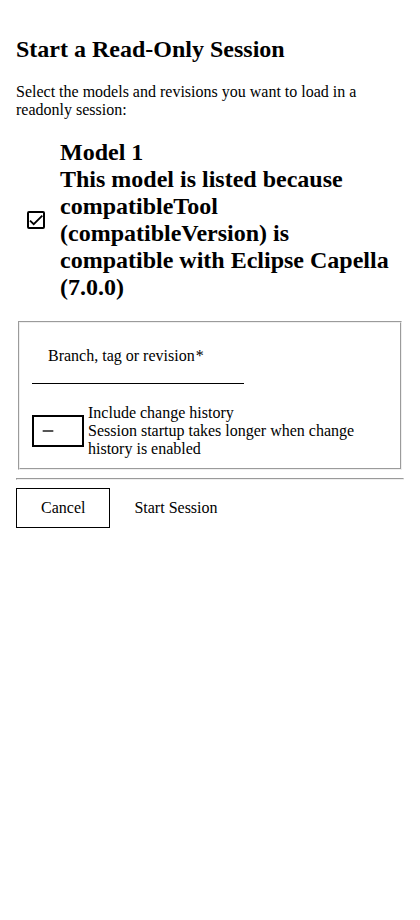 Start a Read-Only Session
Select the models and revisions you want to load in a
readonly session:
Model 1
This model is listed because
compatibleTool
(compatibleVersion) is
compatible with Eclipse Capella
(7.0.0)
Branch, tag or revision*
Include change history
Session startup takes longer when change
history is enabled
Cancel
Start Session